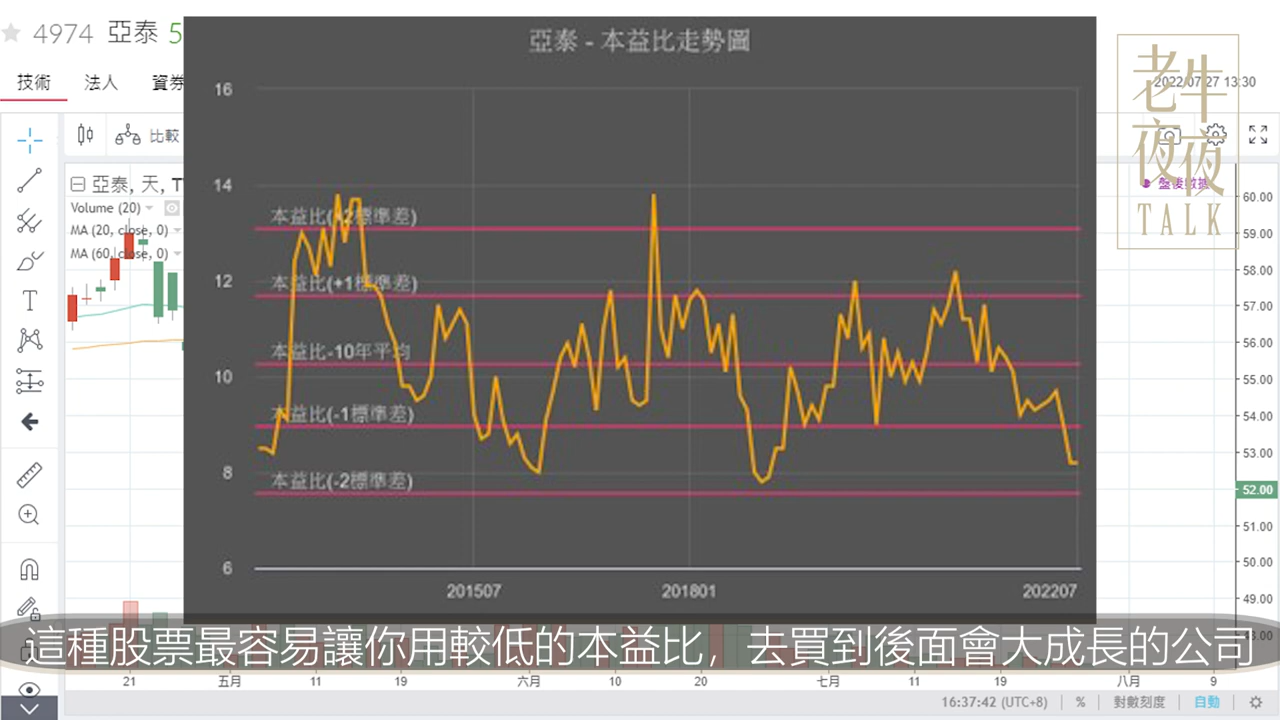 4974 亞泰 5
技術 法人 資券
比較
亞泰, 天, T
Volume (20)
MA (20, close, 0)
MA (60, close, 0)
亞泰 - 本益比走勢圖
16
14
12
10
8
6
本益比(+2標準差)
本益比(+1標準差)
本益比-10年平均
本益比(-1標準差)
本益比(-2標準差)
201507 201801 202207
老牛
夜夜
TALK
2022/07/27 13:30
盤後數據
60.00
59.00
58.00
57.00
56.00
55.00
54.00
53.00
52.00
51.00
50.00
49.00
48.00
這種股票最容易讓你用較低的本益比，去買到後面會大成長的公司
21 五月 11 19 六月 10 20 七月 11 19 八月 9
16:37:42 (UTC+8) % 對數刻度 自動